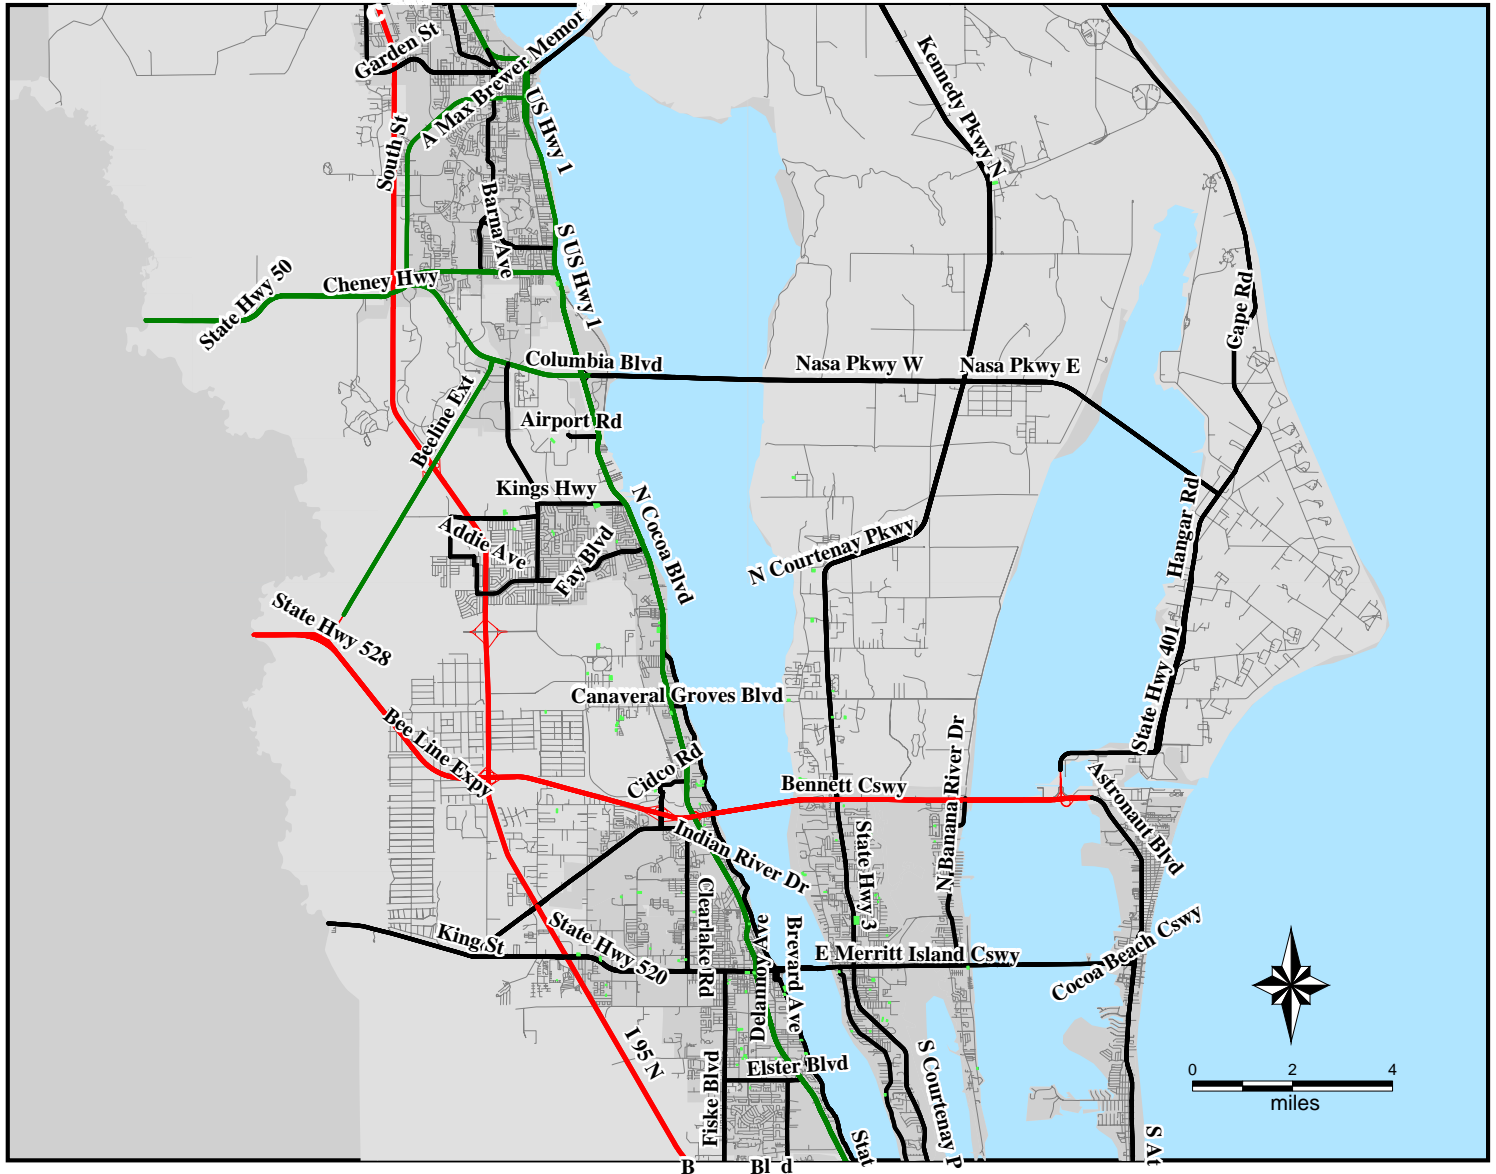 Garden St
A Max Brewer Memor
US Hwy 1
South St
Kennedy Pkwy N
Barna Ave
S US Hwy 1
State Hwy 50
Cheney Hwy
Cape Rd
Columbia Blvd
Nasa Pkwy W
Nasa Pkwy E
Beeline Ext
Airport Rd
Kings Hwy
Addie Ave
Fay Blvd
N Cocoa Blvd
N Courtenay Pkwy
Hangar Rd
State Hwy 528
State Hwy 401
Canaveral Groves Blvd
Bee Line Expy
Cidco Rd
Bennett Cswy
N Banana River Dr
Astronaut Blvd
Indian River Dr
State Hwy 3
Clearlake Rd
King St
State Hwy 520
Delannoy Ave
Brevard Ave
E Merritt Island Cswy
Cocoa Beach Cswy
I 95 N
Fiske Blvd
Elster Blvd
S Courtenay P
Stat
S At
B
Bl d
0 2 4
miles